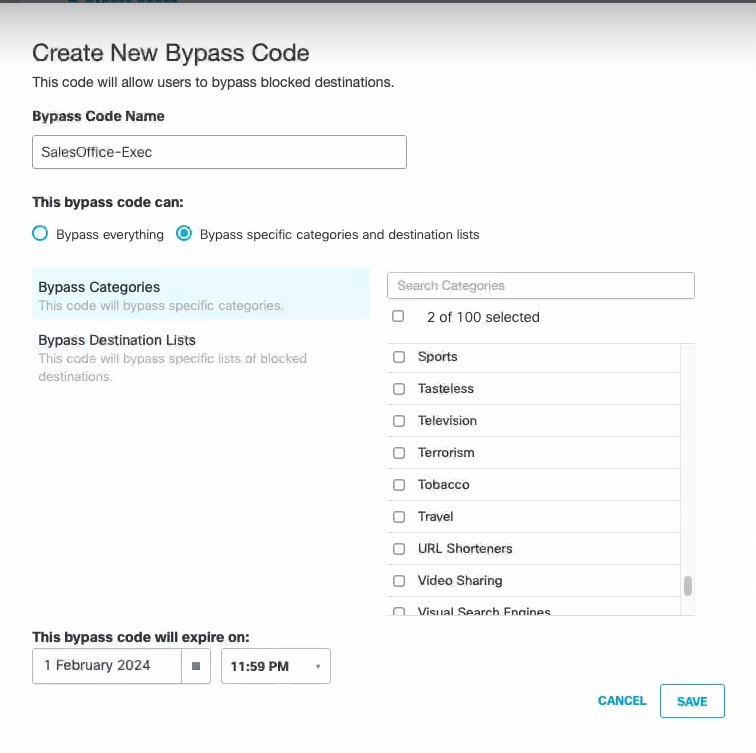 Create New Bypass Code
This code will allow users to bypass blocked destinations.
Bypass Code Name
SalesOffice-Exec
This bypass code can:
Bypass everything
Bypass specific categories and destination lists
Bypass Categories
This code will bypass specific categories.
Bypass Destination Lists
This code will bypass specific lists of blocked
destinations.
Search Categories
2 of 100 selected
Sports
Tasteless
Television
Terrorism
Tobacco
Travel
URL Shorteners
Video Sharing
Visual Search Engines
This bypass code will expire on:
1 February 2024
11:59 PM
CANCEL
SAVE